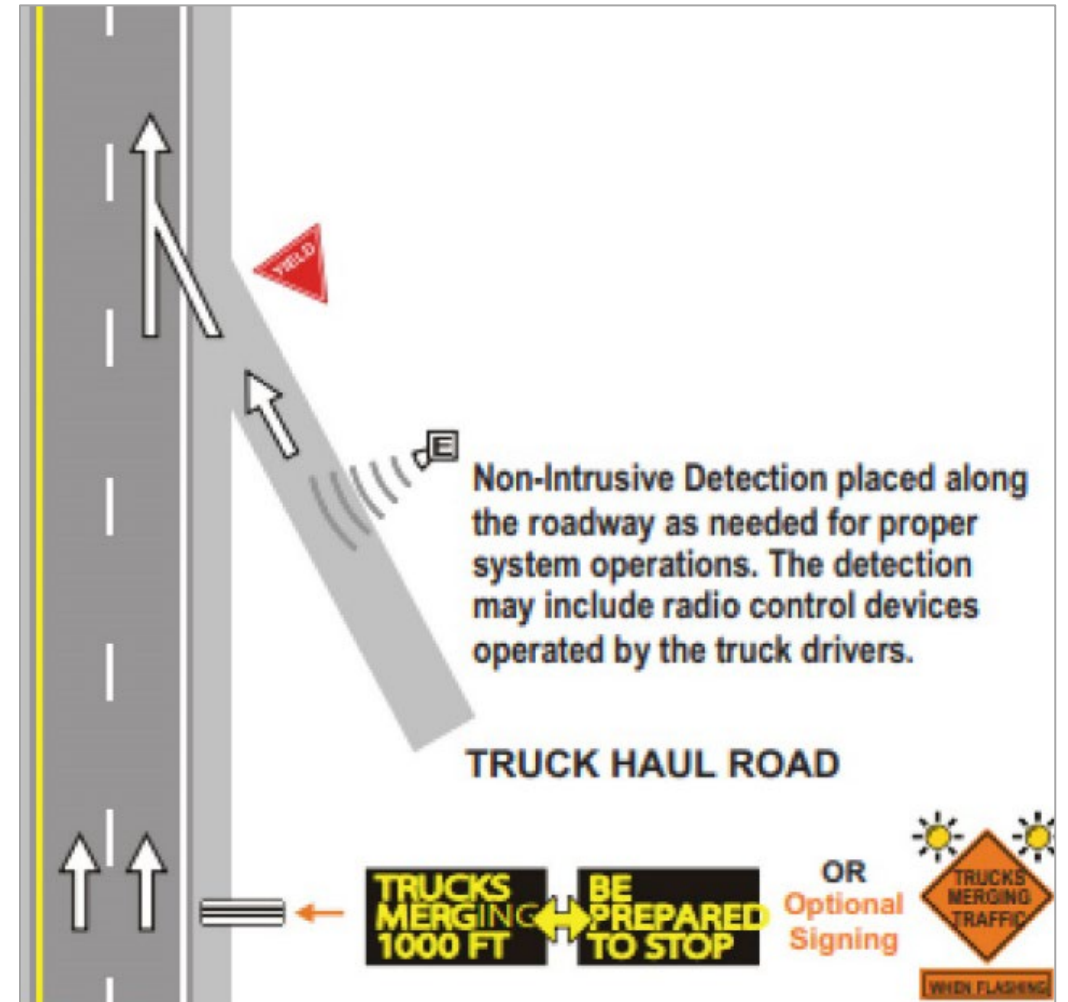 YIELD
E
Non-Intrusive Detection placed along
the roadway as needed for proper
system operations. The detection
may include radio control devices
operated by the truck drivers.
TRUCK HAUL ROAD
TRUCKS
MERGING
1000 FT
BE
PREPARED
TO STOP
OR
Optional
Signing
TRUCKS
MERGING
TRAFFIC
WHEN FLASHING